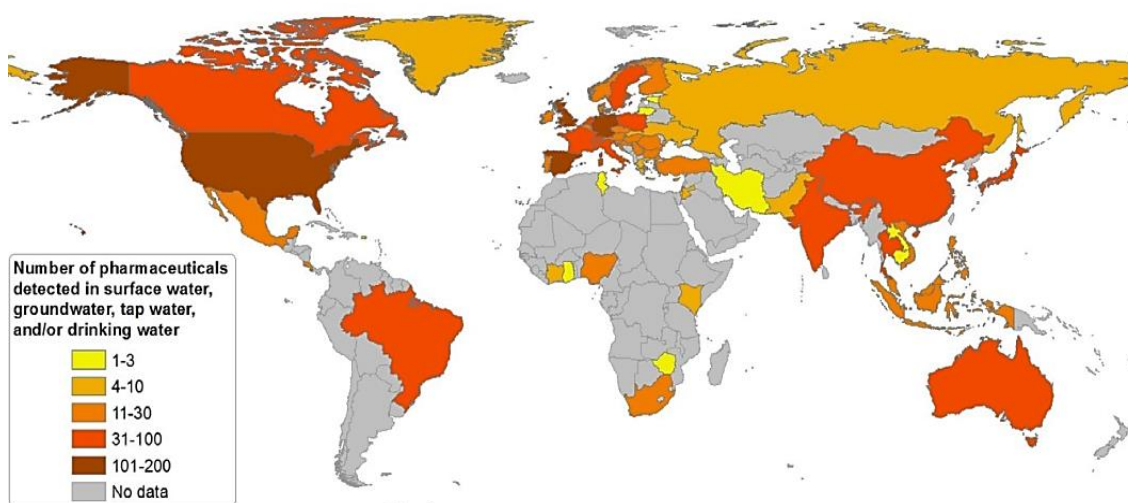 Number of pharmaceuticals
detected in surface water,
groundwater, tap water,
and/or drinking water
1-3
4-10
11-30
31-100
101-200
No data